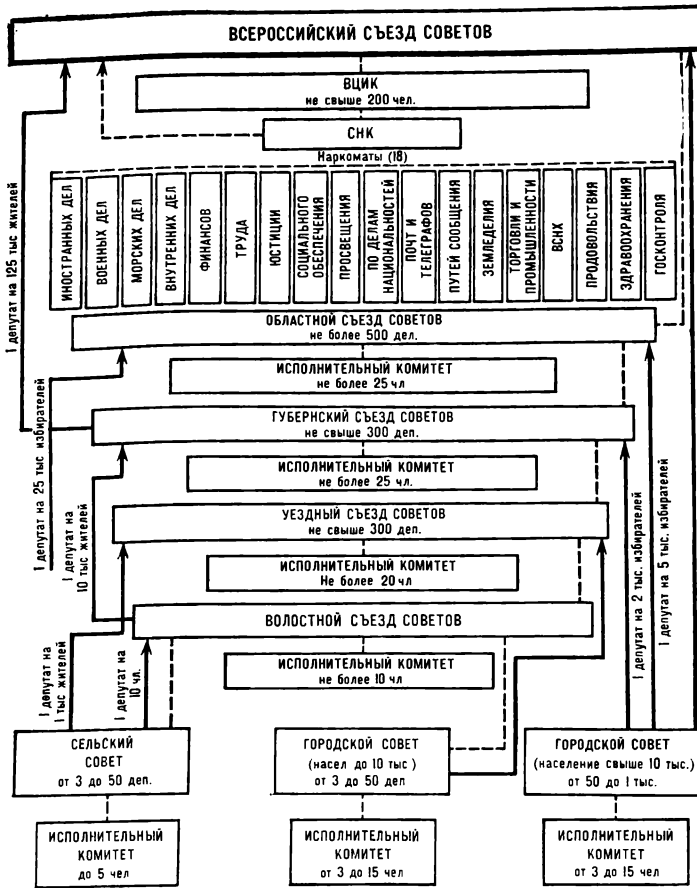 ВСЕРОССИЙСКИЙ СЪЕЗД СОВЕТОВ
ВЦИК
не свыше 200 чел.
СНК
Наркоматы (18)
ИНОСТРАННЫХ ДЕЛ
ВОЕННЫХ ДЕЛ
МОРСКИХ ДЕЛ
ВНУТРЕННИХ ДЕЛ
ФИНАНСОВ
ТРУДА
ЮСТИЦИИ
СОЦИАЛЬНОГО
ОБЕСПЕЧЕНИЯ
ПРОСВЕЩЕНИЯ
ПО ДЕЛАМ
НАЦИОНАЛЬНОСТЕЙ
ПОЧТ И
ТЕЛЕГРАФОВ
ПУТЕЙ СООБЩЕНИЯ
ЗЕМЛЕДЕЛИЯ
ТОРГОВЛИ И
ПРОМЫШЛЕННОСТИ
ВСНХ
ПРОДОВОЛЬСТВИЯ
ЗДРАВООХРАНЕНИЯ
ГОСКОНТРОЛЯ
1 депутат на 125 тыс жителей
ОБЛАСТНОЙ СЪЕЗД СОВЕТОВ
не более 500 дел.
ИСПОЛНИТЕЛЬНЫЙ КОМИТЕТ
не более 25 чл
1 депутат на 25 тыс избирателей
ГУБЕРНСКИЙ СЪЕЗД СОВЕТОВ
не свыше 300 деп.
ИСПОЛНИТЕЛЬНЫЙ КОМИТЕТ
не более 25 чл.
1 депутат на
10 тыс жителей
УЕЗДНЫЙ СЪЕЗД СОВЕТОВ
не свыше 300 деп.
ИСПОЛНИТЕЛЬНЫЙ КОМИТЕТ
Не более 20 чл
1 депутат на 2 тыс. избирателей
1 депутат на 5 тыс. избирателей
ВОЛОСТНОЙ СЪЕЗД СОВЕТОВ
ИСПОЛНИТЕЛЬНЫЙ КОМИТЕТ
не более 10 чл
1 депутат на
1 тыс жителей
1 депутат на
10 чл.
СЕЛЬСКИЙ
СОВЕТ
от 3 до 50 деп.
ГОРОДСКОЙ СОВЕТ
(насел до 10 тыс )
от 3 до 50 деп
ГОРОДСКОЙ СОВЕТ
(население свыше 10 тыс.)
от 50 до 1 тыс.
ИСПОЛНИТЕЛЬНЫЙ
КОМИТЕТ
до 5 чел
ИСПОЛНИТЕЛЬНЫЙ
КОМИТЕТ
от 3 до 15 чел
ИСПОЛНИТЕЛЬНЫЙ
КОМИТЕТ
от 3 до 15 чел